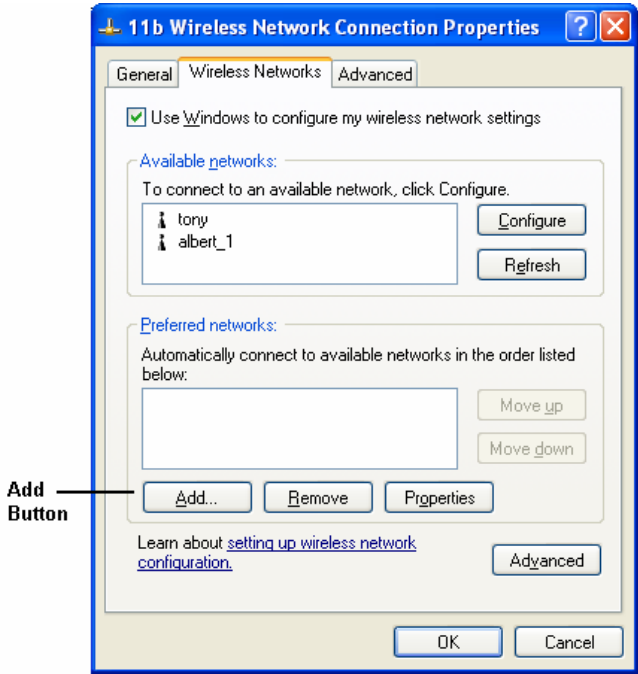 11b Wireless Network Connection Properties
General Wireless Networks Advanced
Use Windows to configure my wireless network settings
Available networks:
To connect to an available network, click Configure.
tony
albert_1
Configure
Refresh
Preferred networks:
Automatically connect to available networks in the order listed
below:
Move up
Move down
Add
Button
Add... Remove Properties
Learn about setting up wireless network
configuration.
Advanced
OK Cancel